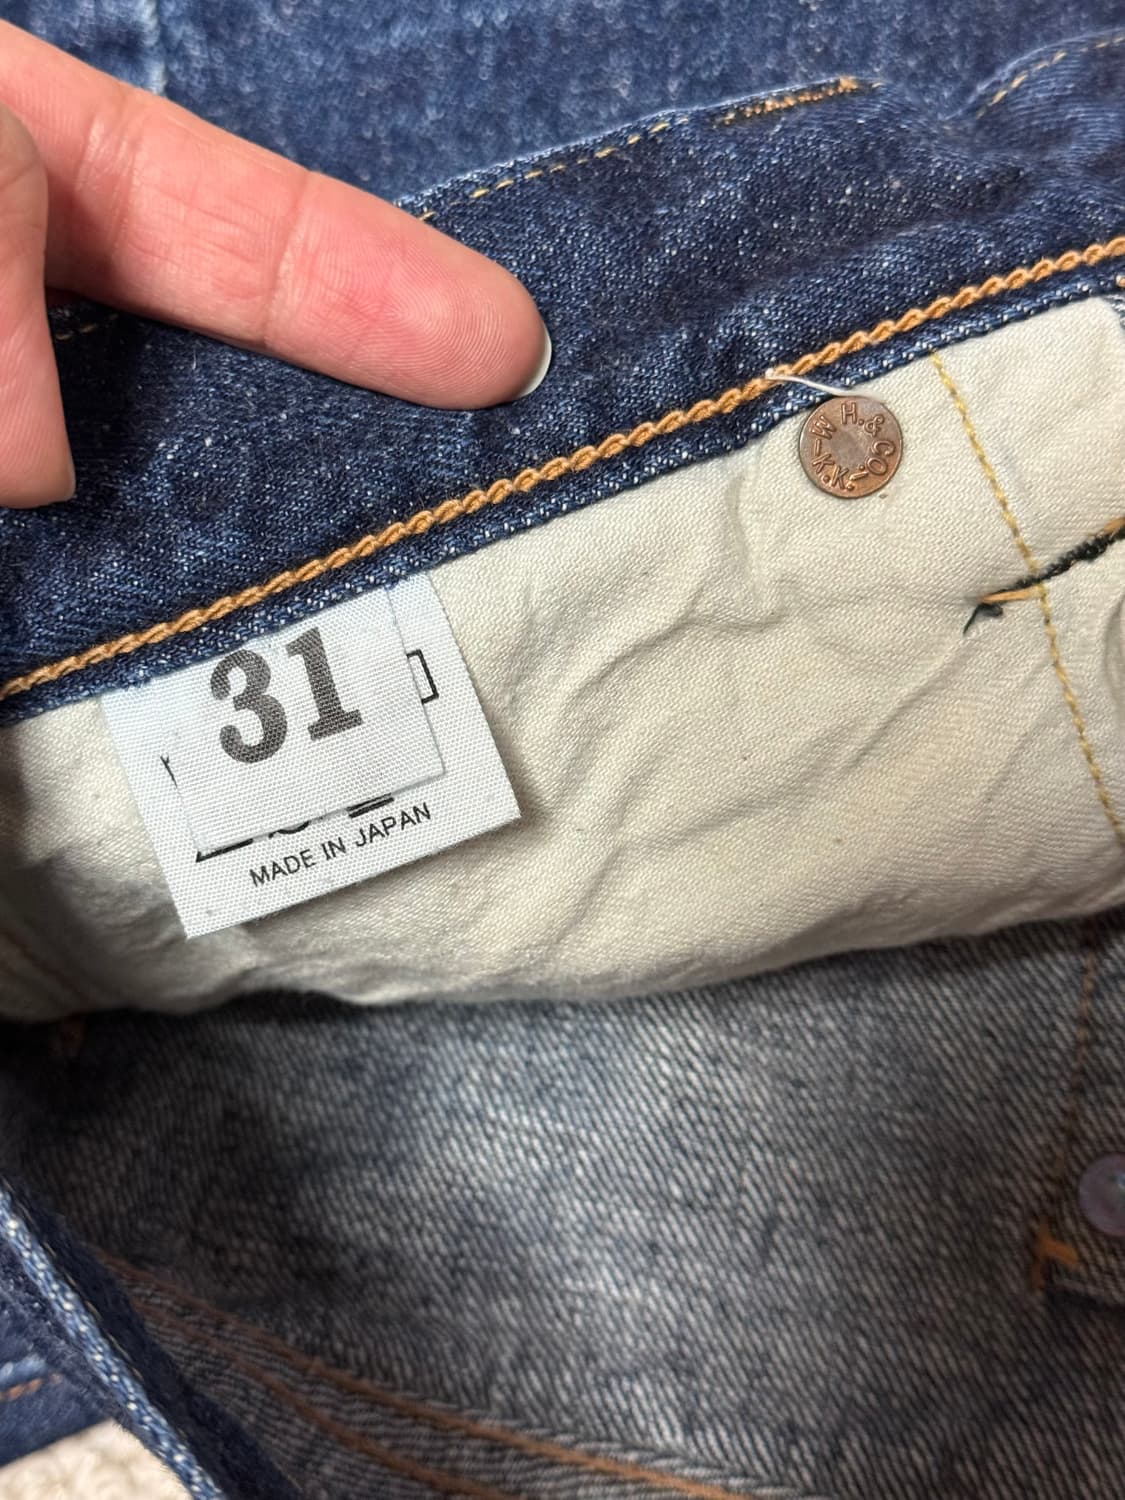 W H.& CO.
-K.K.-
31
MADE IN JAPAN